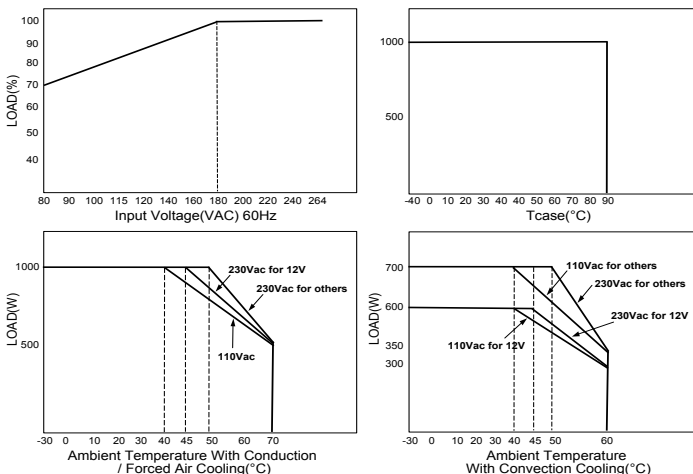 100
90
80
70
60
50
40
LOAD(%)
80 90 100 115 120 140 160 180 200 220 240 264
Input Voltage(VAC) 60Hz
1000
500
-40 0 10 20 30 40 50 60 70 80 90
Tcase(°C)
1000
500
LOAD(W)
230Vac for 12V
230Vac for others
110Vac
-30 0 10 20 30 40 45 50 60 70
Ambient Temperature With Conduction
/ Forced Air Cooling(°C)
700
600
350
300
LOAD(W)
110Vac for others
230Vac for others
230Vac for 12V
110Vac for 12V
-30 0 10 20 30 40 45 50 60
Ambient Temperature
With Convection Cooling(°C)